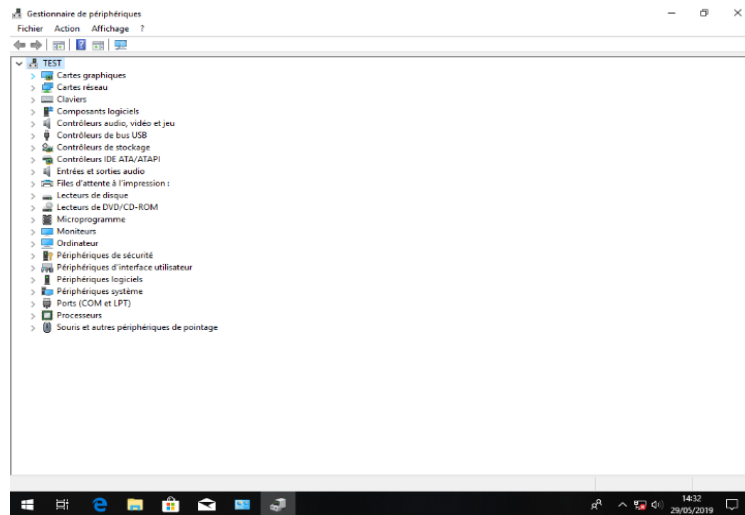 Gestionnaire de périphériques
Fichier Action Affichage ?
TEST
Cartes graphiques
Cartes réseau
Claviers
Composants logiciels
Contrôleurs audio, vidéo et jeu
Contrôleurs de bus USB
Contrôleurs de stockage
Contrôleurs IDE ATA/ATAPI
Entrées et sorties audio
Files d'attente à l'impression :
Lecteurs de disque
Lecteurs de DVD/CD-ROM
Microprogramme
Moniteurs
Ordinateur
Périphériques de sécurité
Périphériques d'interface utilisateur
Périphériques logiciels
Périphériques système
Ports (COM et LPT)
Processeurs
Souris et autres périphériques de pointage
14:32
29/05/2019